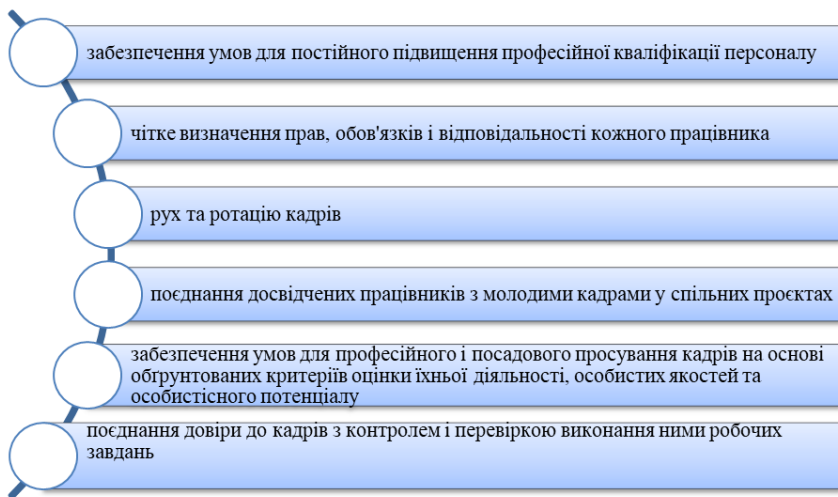 забезпечення умов для постійного підвищення професійної кваліфікації персоналу
чітке визначення прав, обов'язків і відповідальності кожного працівника
рух та ротацію кадрів
поєднання досвідчених працівників з молодими кадрами у спільних проєктах
забезпечення умов для професійного і посадового просування кадрів на основі
обґрунтованих критеріїв оцінки їхньої діяльності, особистих якостей та
особистісного потенціалу
поєднання довіри до кадрів з контролем і перевіркою виконання ними робочих
завдань